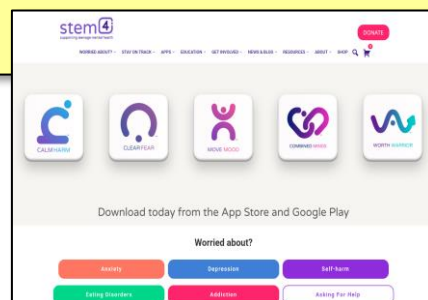 stem4
supporting teenage mental health
DONATE
WORRIED ABOUT? STAY ON TRACK APPS EDUCATION GET INVOLVED NEWS & BLOG RESOURCES ABOUT SHOP
CALM HARM
CLEAR FEAR
MOVE MOOD
COMBINED MINDS
WORTH WARRIOR
Download today from the App Store and Google Play
Worried about?
Anxiety Depression Self-harm
Eating Disorders Addiction Asking For Help